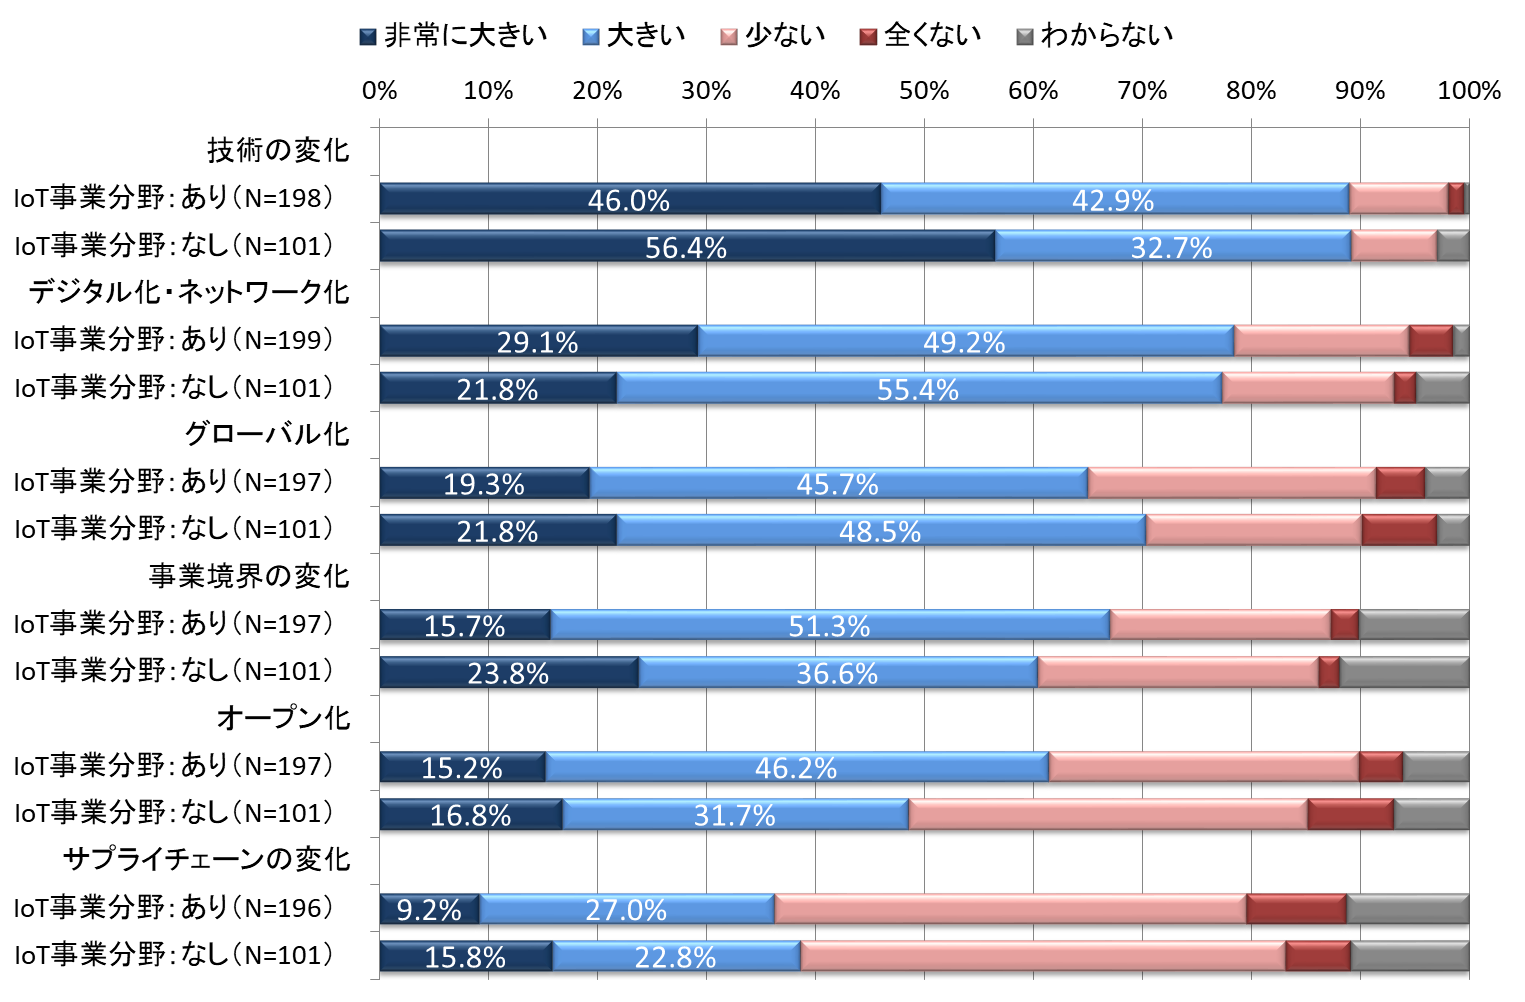 非常に大きい 大きい 少ない 全くない わからない
0% 10% 20% 30% 40% 50% 60% 70% 80% 90% 100%
技術の変化
IoT事業分野：あり（N=198） 46.0% 42.9%
IoT事業分野：なし（N=101） 56.4% 32.7%
デジタル化・ネットワーク化
IoT事業分野：あり（N=199） 29.1% 49.2%
IoT事業分野：なし（N=101） 21.8% 55.4%
グローバル化
IoT事業分野：あり（N=197） 19.3% 45.7%
IoT事業分野：なし（N=101） 21.8% 48.5%
事業境界の変化
IoT事業分野：あり（N=197） 15.7% 51.3%
IoT事業分野：なし（N=101） 23.8% 36.6%
オープン化
IoT事業分野：あり（N=197） 15.2% 46.2%
IoT事業分野：なし（N=101） 16.8% 31.7%
サプライチェーンの変化
IoT事業分野：あり（N=196） 9.2% 27.0%
IoT事業分野：なし（N=101） 15.8% 22.8%